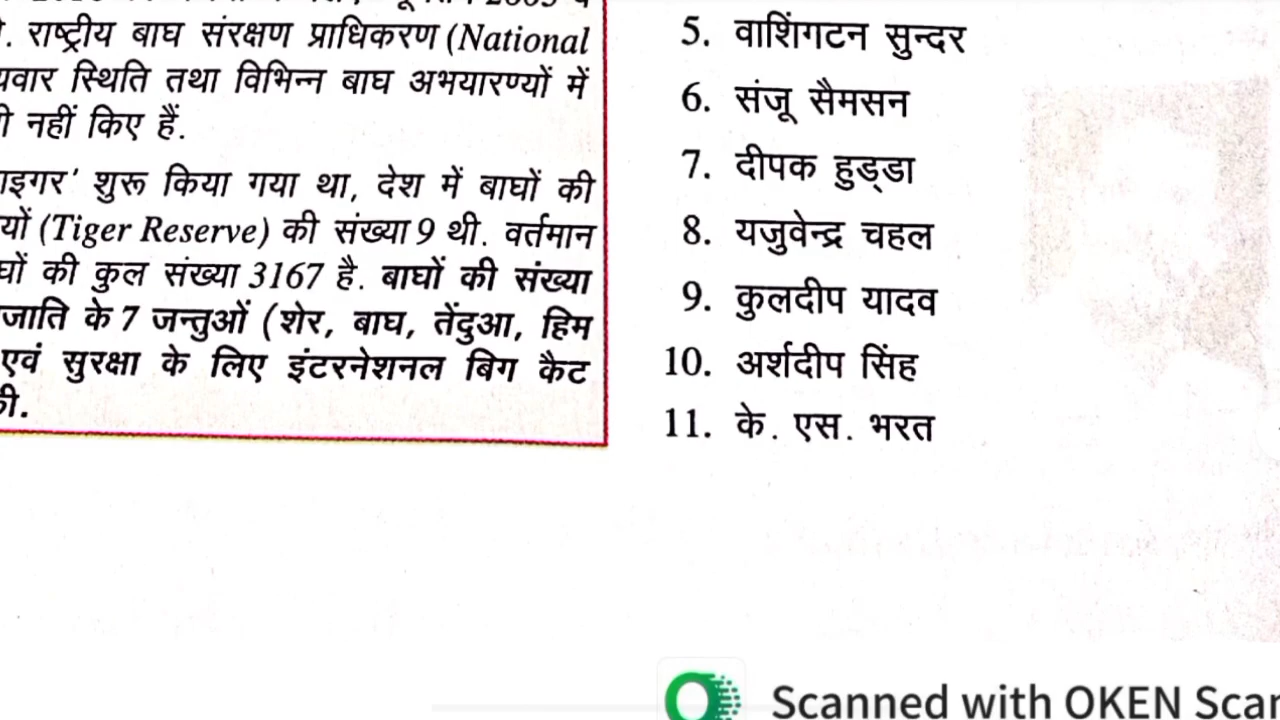 . राष्ट्रीय बाघ संरक्षण प्राधिकरण (National
यवार स्थिति तथा विभिन्न बाघ अभयारण्यों में
नहीं किए हैं.
ाइगर' शुरू किया गया था, देश में बाघों की
यों (Tiger Reserve) की संख्या 9 थी. वर्तमान
घों की कुल संख्या 3167 है. बाघों की संख्या
जाति के 7 जन्तुओं (शेर, बाघ, तेंदुआ, हिम
एवं सुरक्षा के लिए इंटरनेशनल बिग कैट
की.
5. वाशिंगटन सुन्दर
6. संजू सैमसन
7. दीपक हुड्डा
8. यजुवेन्द्र चहल
9. कुलदीप यादव
10. अर्शदीप सिंह
11. के. एस. भरत
Scanned with OKEN Scan